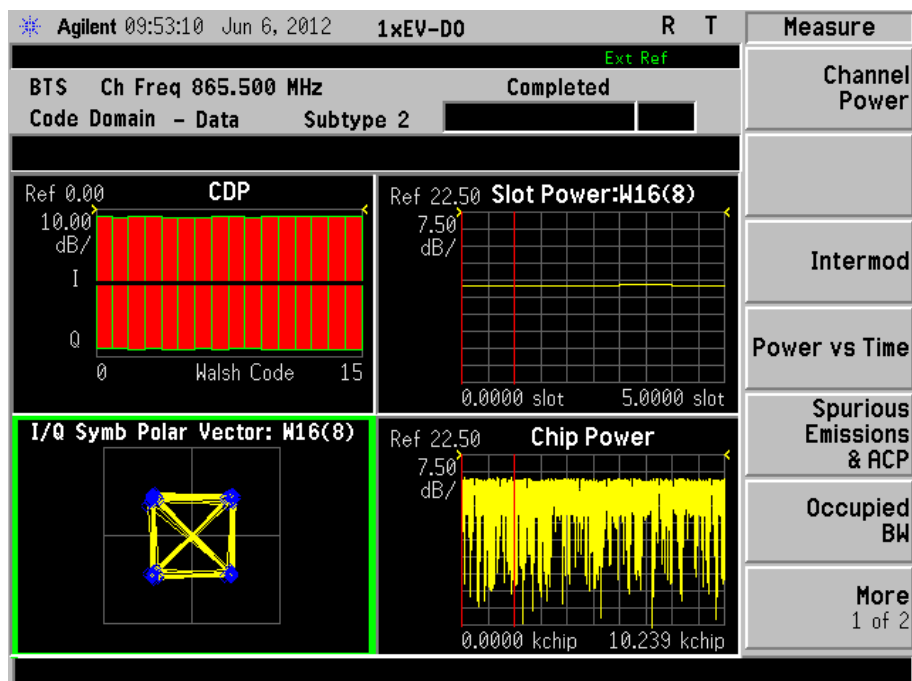 Agilent 09:53:10 Jun 6, 2012 1xEV-DO R T
Measure
Ext Ref
BTS Ch Freq 865.500 MHz Completed
Code Domain - Data Subtype 2
Channel Power
Intermod
Power vs Time
Spurious Emissions & ACP
Occupied BW
More
1 of 2
Ref 0.00 CDP
10.00
dB/
I
Q
0 Walsh Code 15
Ref 22.50 Slot Power:W16(8)
7.50
dB/
0.0000 slot 5.0000 slot
I/Q Symb Polar Vector: W16(8)
Ref 22.50 Chip Power
7.50
dB/
0.0000 kchip 10.239 kchip